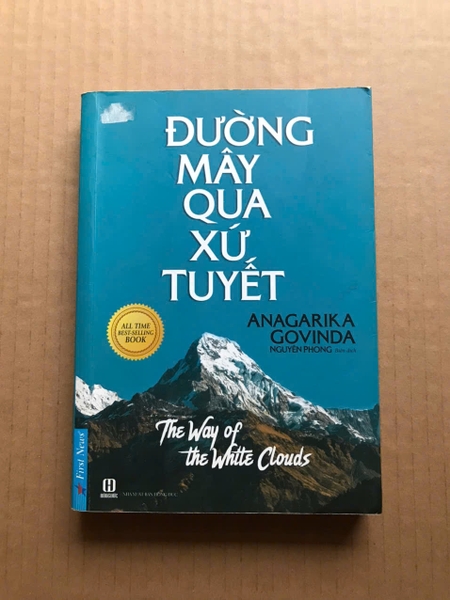 ĐƯỜNG
MÂY
QUA
XỨ
TUYẾT
ANAGARIKA
GOVINDA
NGUYÊN PHONG
ALL TIME
BEST-SELLING
BOOK
The Way of
the White Clouds
First News
H